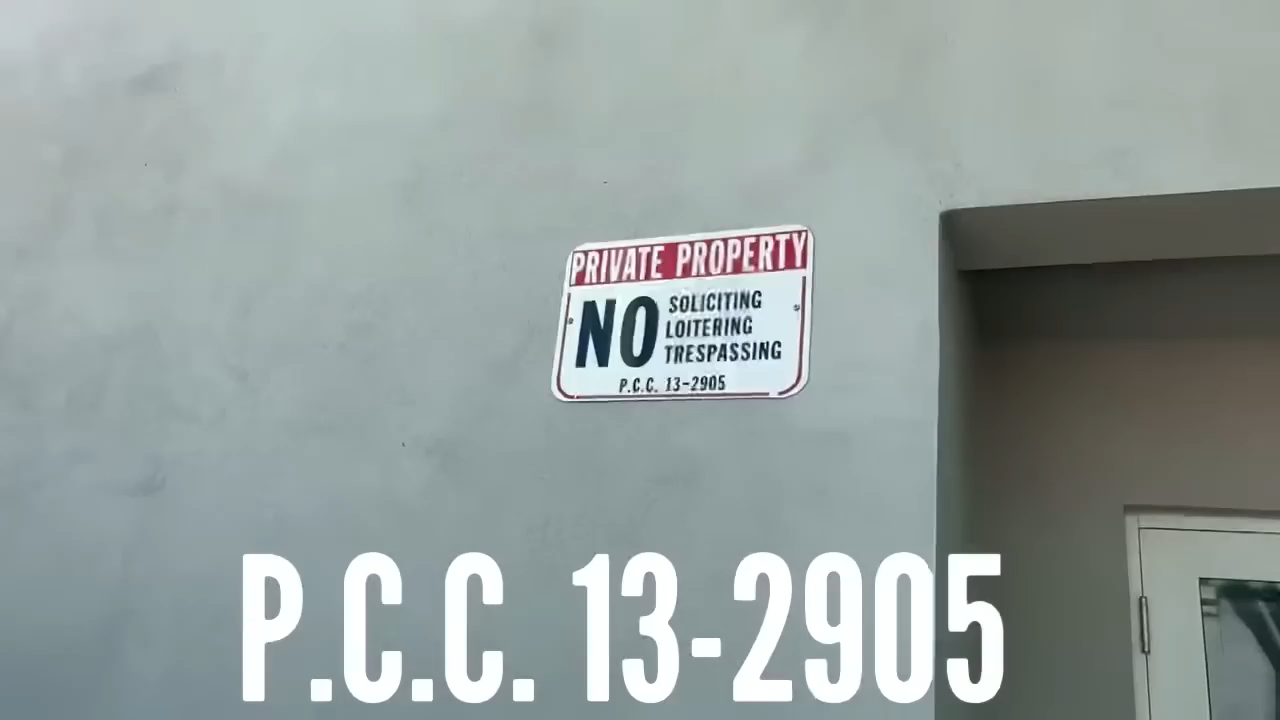 PRIVATE PROPERTY
NO SOLICITING
LOITERING
TRESPASSING
P.C.C. 13-2905
P.C.C. 13-2905